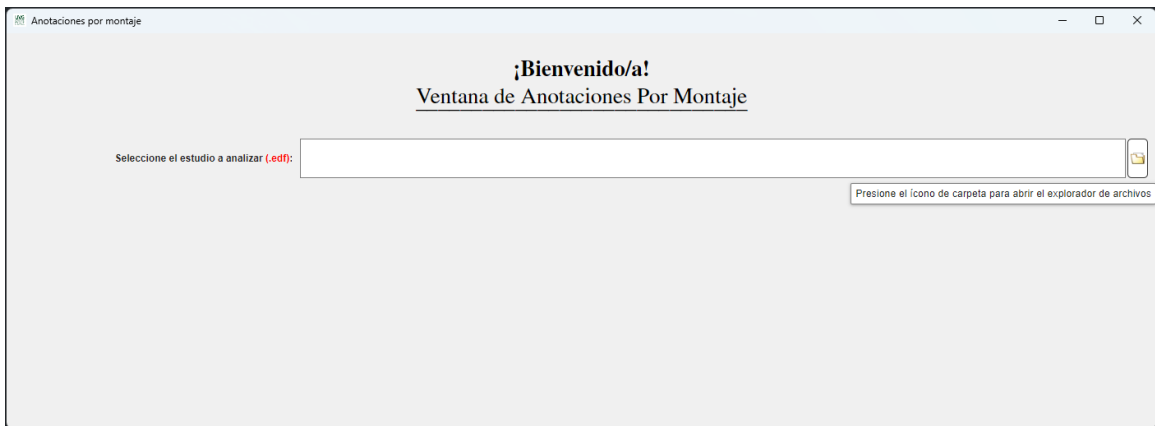 Anotaciones por montaje
¡Bienvenido/a!
Ventana de Anotaciones Por Montaje
Seleccione el estudio a analizar (.edf):
Presione el ícono de carpeta para abrir el explorador de archivos